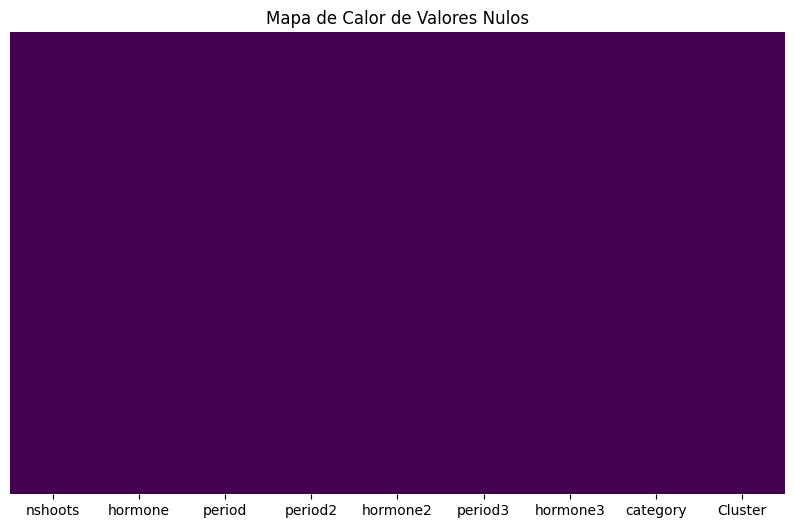 Mapa de Calor de Valores Nulos
nshoots hormone period period2 hormone2 period3 hormone3 category Cluster